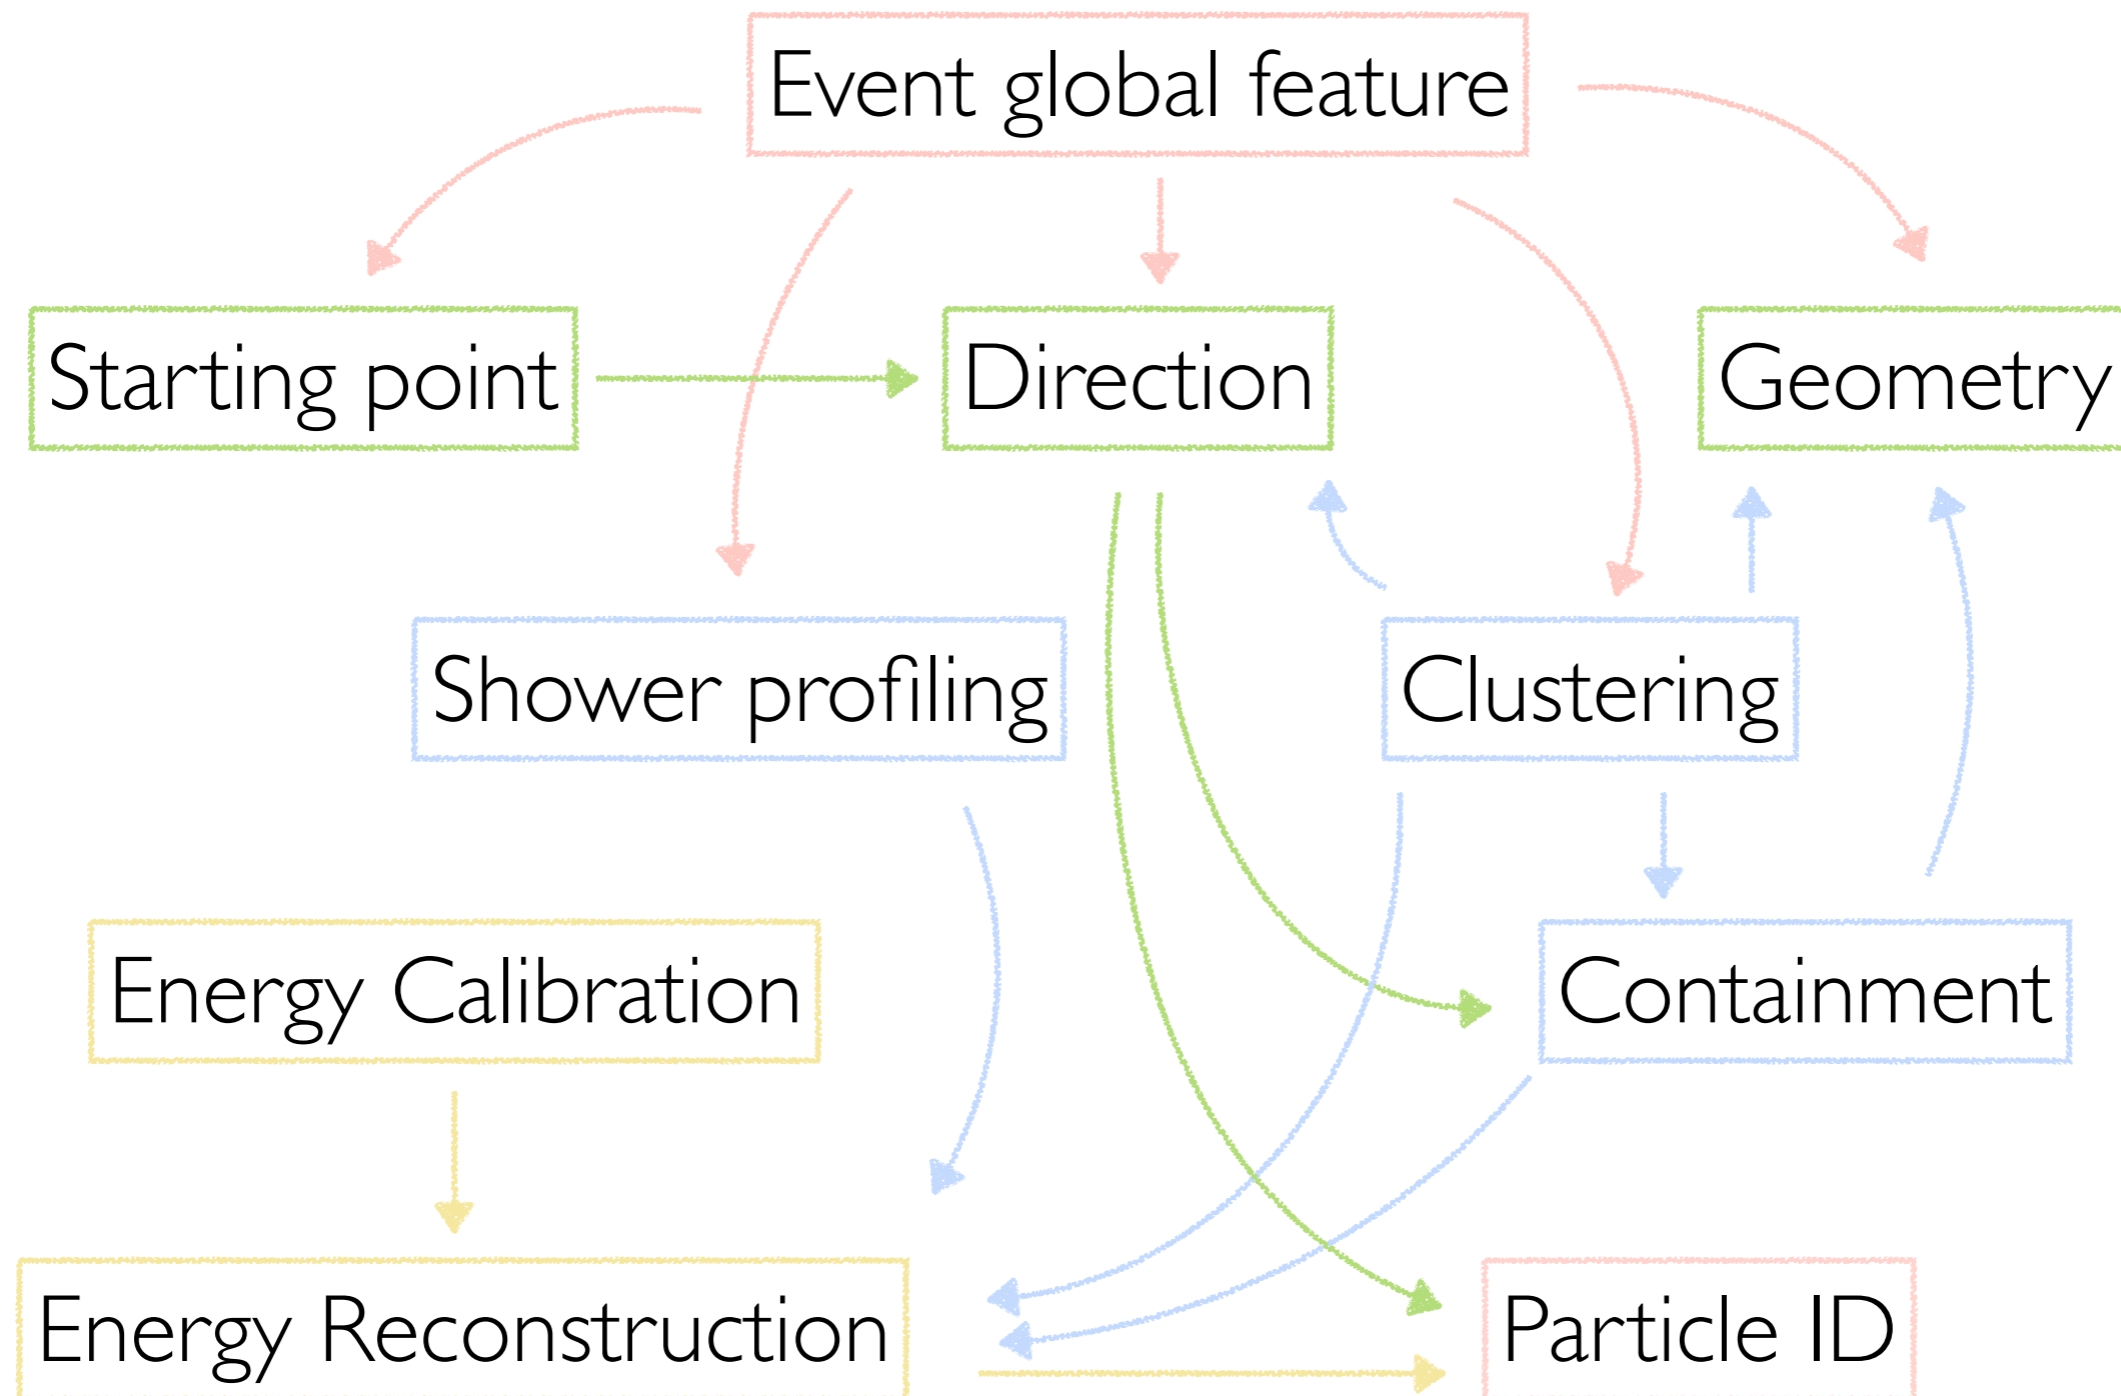 Event global feature
Starting point
Direction
Geometry
Shower profiling
Clustering
Energy Calibration
Containment
Energy Reconstruction
Particle ID